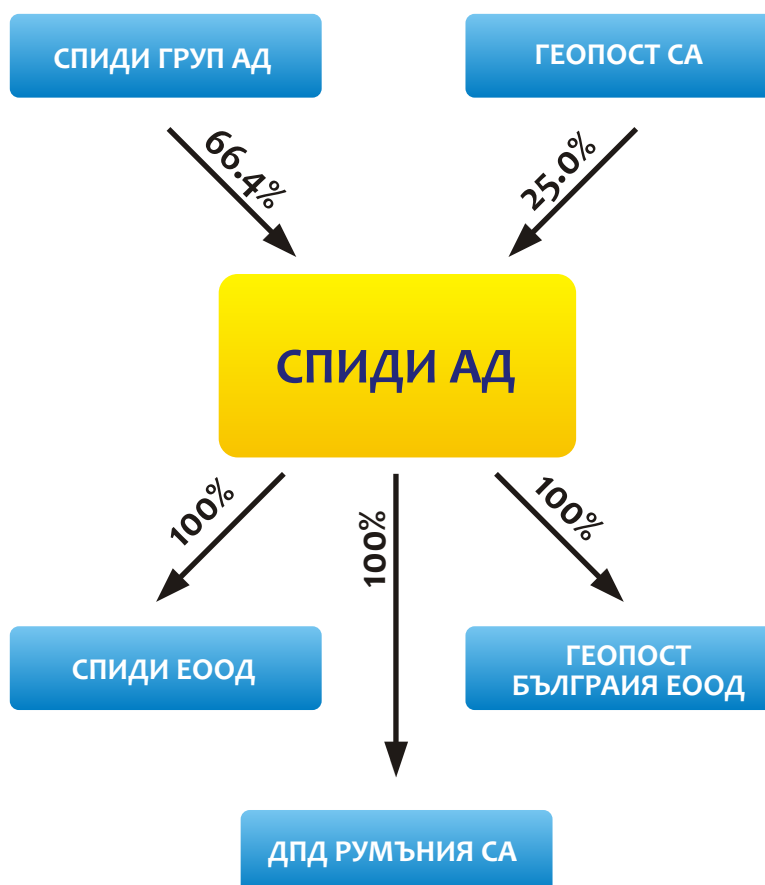 СПИДИ ГРУП АД
ГЕОПОСТ СА
66.4%
25.0%
СПИДИ АД
100%
100%
100%
СПИДИ ЕООД
ГЕОПОСТ
БЪЛГРАИЯ ЕООД
ДПД РУМЪНИЯ СА